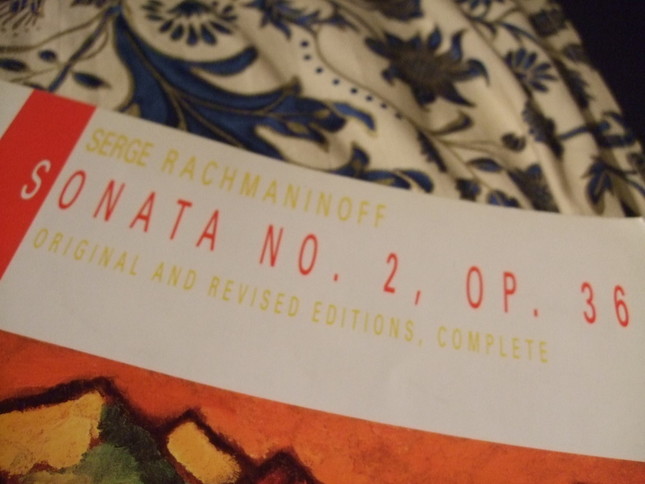 SERGE RACHMANINOFF
SONATA NO. 2, OP. 36
ORIGINAL AND REVISED EDITIONS, COMPLETE